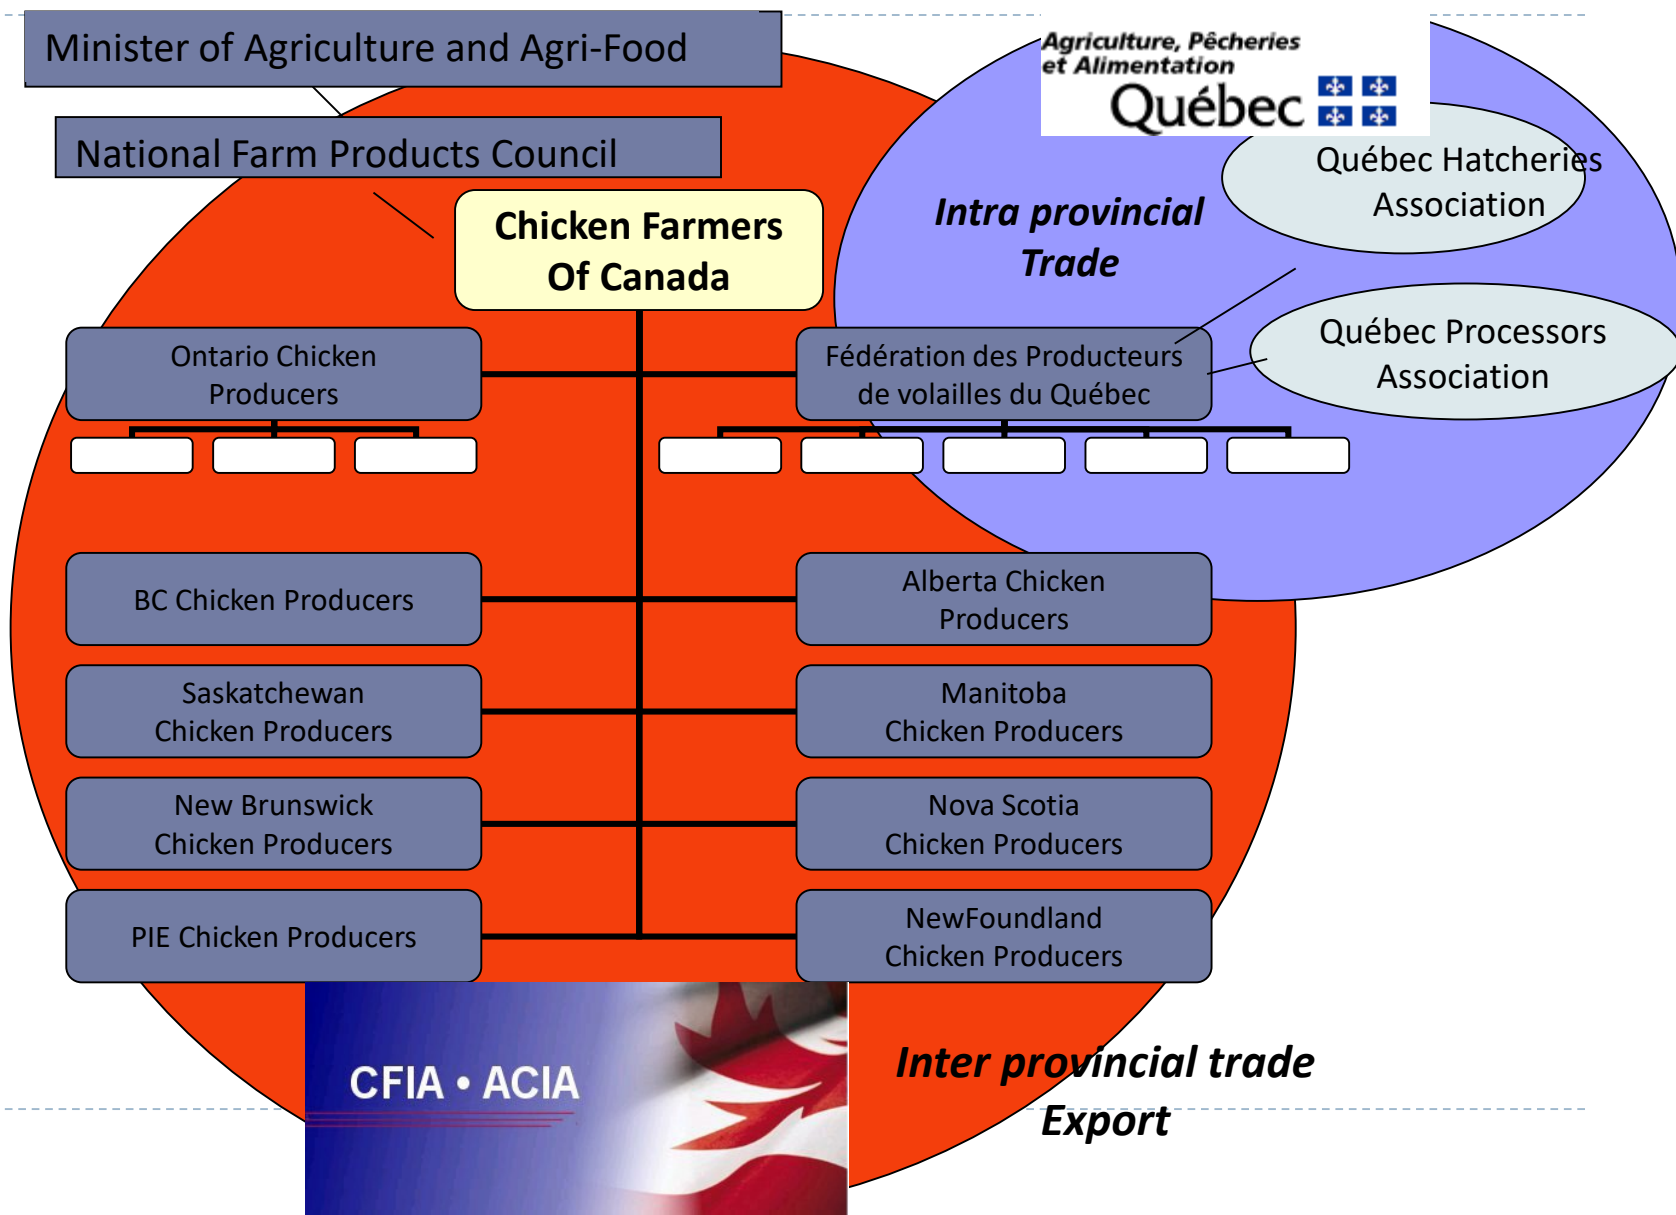 Minister of Agriculture and Agri-Food
National Farm Products Council
Agriculture, Pêcheries
et Alimentation
Québec
Québec Hatcheries
Association
Intra provincial
Trade
Chicken Farmers
Of Canada
Québec Processors
Association
Ontario Chicken
Producers
Fédération des Producteurs
de volailles du Québec
BC Chicken Producers
Alberta Chicken
Producers
Saskatchewan
Chicken Producers
Manitoba
Chicken Producers
New Brunswick
Chicken Producers
Nova Scotia
Chicken Producers
PIE Chicken Producers
NewFoundland
Chicken Producers
CFIA • ACIA
Inter provincial trade
Export